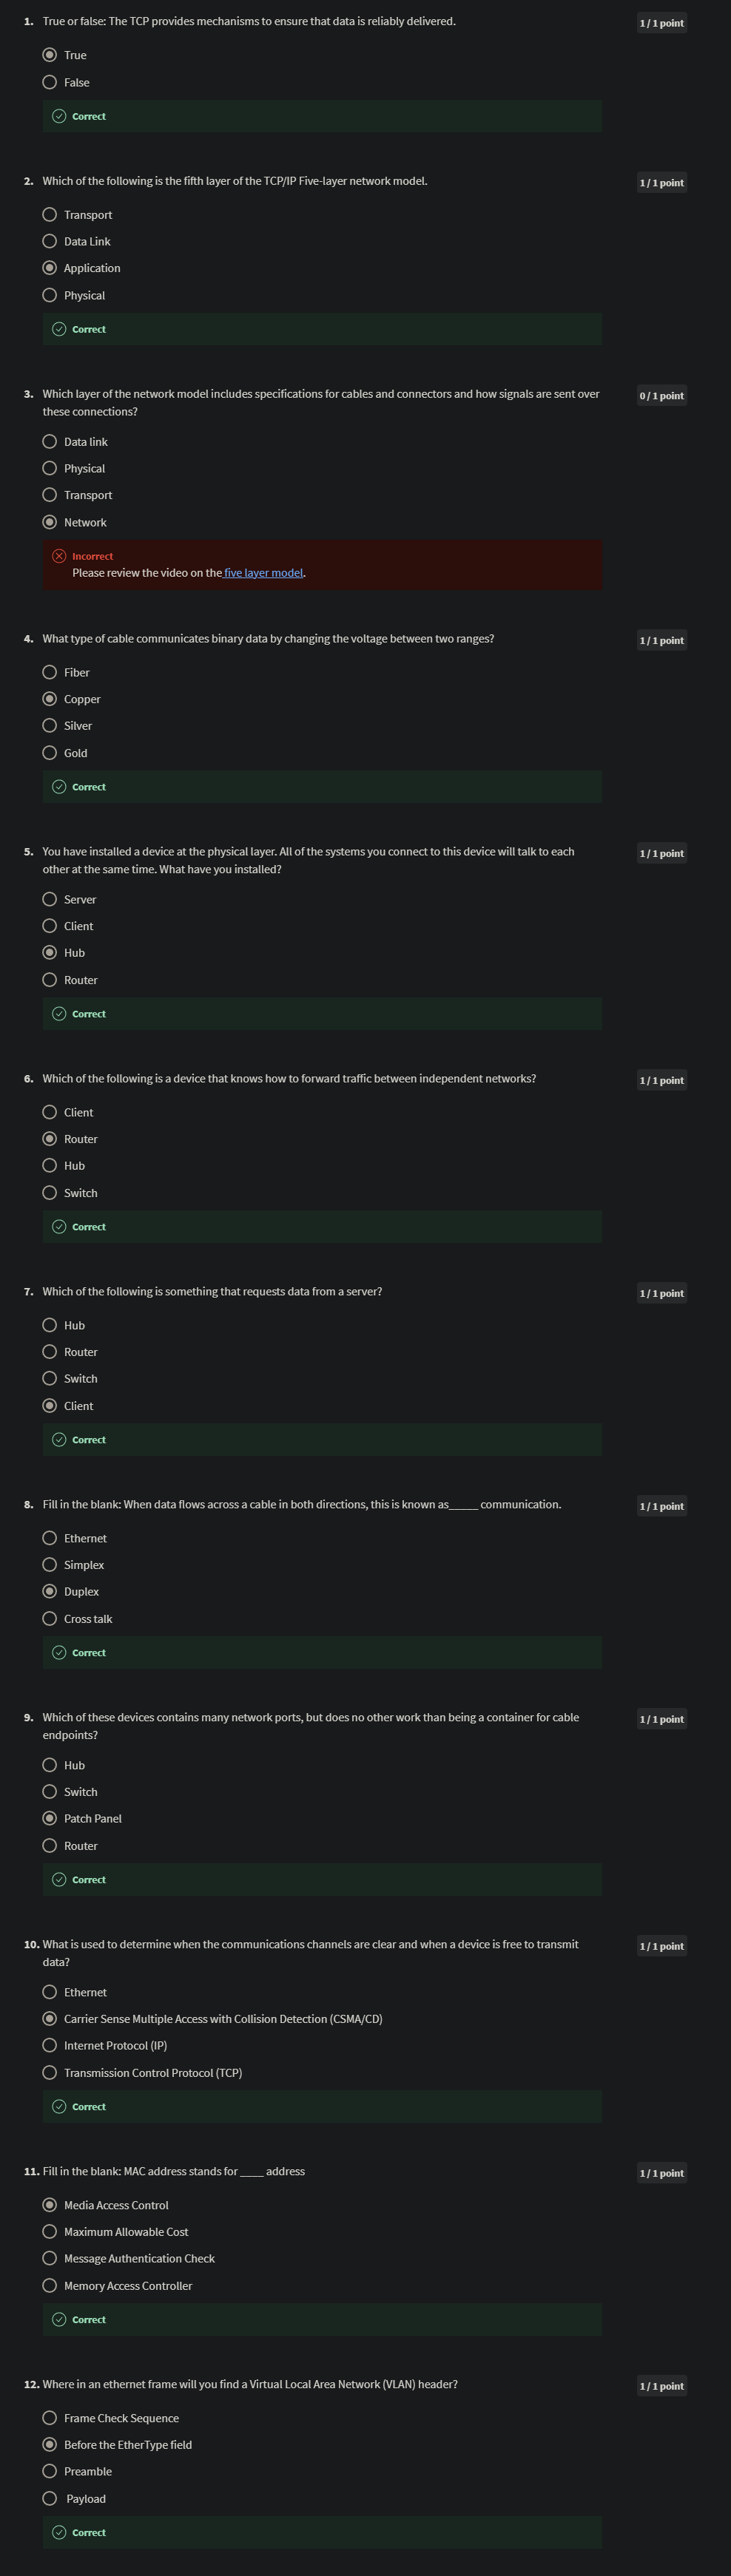 1. True or false: The TCP provides mechanisms to ensure that data is reliably delivered.
1 / 1 point
True
False
Correct
2. Which of the following is the fifth layer of the TCP/IP Five-layer network model.
1 / 1 point
Transport
Data Link
Application
Physical
Correct
3. Which layer of the network model includes specifications for cables and connectors and how signals are sent over
these connections?
0 / 1 point
Data link
Physical
Transport
Network
Incorrect
Please review the video on the five layer model.
4. What type of cable communicates binary data by changing the voltage between two ranges?
1 / 1 point
Fiber
Copper
Silver
Gold
Correct
5. You have installed a device at the physical layer. All of the systems you connect to this device will talk to each
other at the same time. What have you installed?
1 / 1 point
Server
Client
Hub
Router
Correct
6. Which of the following is a device that knows how to forward traffic between independent networks?
1 / 1 point
Client
Router
Hub
Switch
Correct
7. Which of the following is something that requests data from a server?
1 / 1 point
Hub
Router
Switch
Client
Correct
8. Fill in the blank: When data flows across a cable in both directions, this is known as_____ communication.
1 / 1 point
Ethernet
Simplex
Duplex
Cross talk
Correct
9. Which of these devices contains many network ports, but does no other work than being a container for cable
endpoints?
1 / 1 point
Hub
Switch
Patch Panel
Router
Correct
10. What is used to determine when the communications channels are clear and when a device is free to transmit
data?
1 / 1 point
Ethernet
Carrier Sense Multiple Access with Collision Detection (CSMA/CD)
Internet Protocol (IP)
Transmission Control Protocol (TCP)
Correct
11. Fill in the blank: MAC address stands for ____ address
1 / 1 point
Media Access Control
Maximum Allowable Cost
Message Authentication Check
Memory Access Controller
Correct
12. Where in an ethernet frame will you find a Virtual Local Area Network (VLAN) header?
1 / 1 point
Frame Check Sequence
Before the EtherType field
Preamble
Payload
Correct